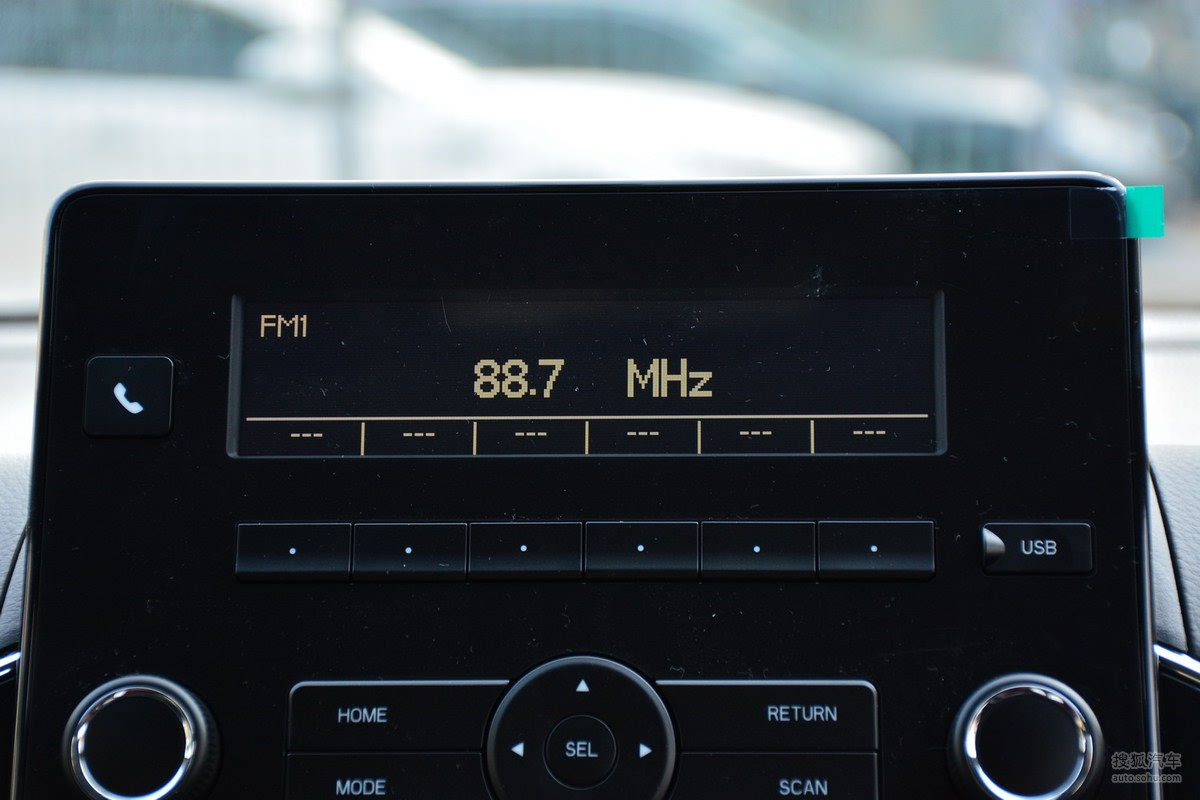 FM1
88.7 MHz
--- --- --- --- --- ---
USB
HOME
RETURN
SEL
MODE
SCAN
搜狐汽车
auto.sohu.com